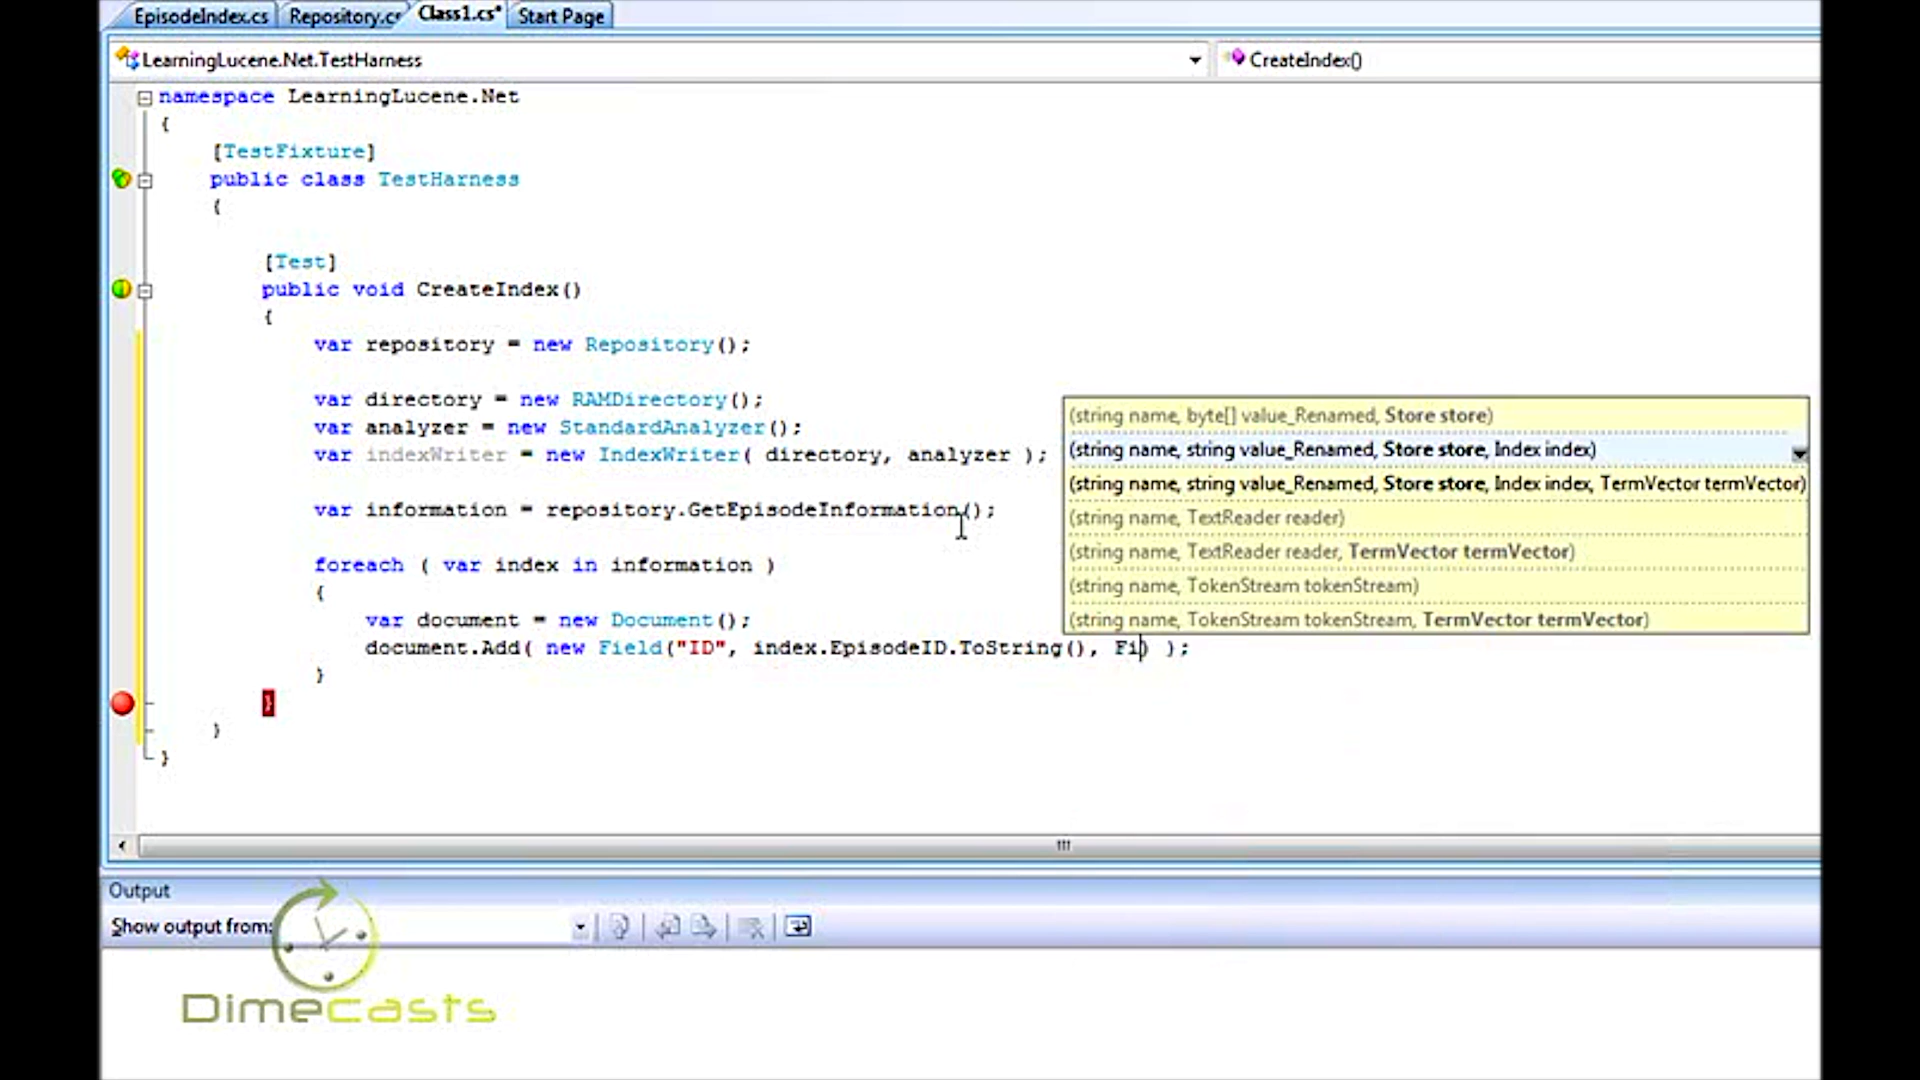 EpisodeIndex.cs Repository.cs Class1.cs* Start Page
LearningLucene.Net.TestHarness CreateIndex()
namespace LearningLucene.Net
{
[TestFixture]
public class TestHarness
{
[Test]
public void CreateIndex()
{
var repository = new Repository();
var directory = new RAMDirectory();
var analyzer = new StandardAnalyzer();
var indexWriter = new IndexWriter( directory, analyzer );
var information = repository.GetEpisodeInformation();
foreach ( var index in information )
{
var document = new Document();
document.Add( new Field("ID", index.EpisodeID.ToString(), Fi) );
}
}
}
}
(string name, byte[] value_Renamed, Store store)
(string name, string value_Renamed, Store store, Index index)
(string name, string value_Renamed, Store store, Index index, TermVector termVector)
(string name, TextReader reader)
(string name, TextReader reader, TermVector termVector)
(string name, TokenStream tokenStream)
(string name, TokenStream tokenStream, TermVector termVector)
Output
Show output from:
Dimecasts